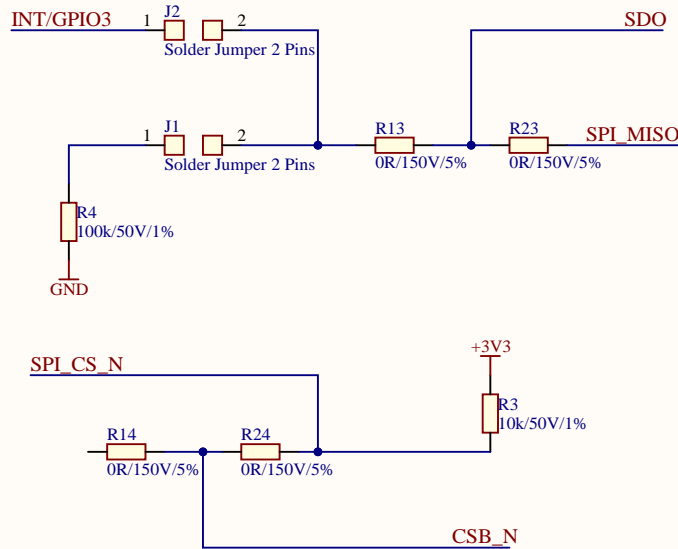 INT/GPIO3
J2
1
2
Solder Jumper 2 Pins
SDO
J1
1
2
Solder Jumper 2 Pins
R13
0R/150V/5%
R23
0R/150V/5%
SPI_MISO
R4
100k/50V/1%
GND
SPI_CS_N
+3V3
R3
10k/50V/1%
R14
0R/150V/5%
R24
0R/150V/5%
CSB_N